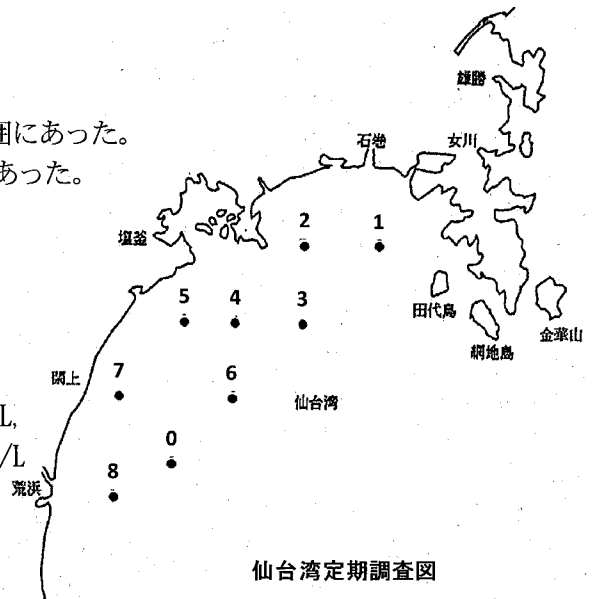 雄勝
囲にあった。
石巻
女川
あった。
塩釜
2
1
5
4
3
田代島
金華山
網地島
閖上
7
6
仙台湾
L,
0
/L
8
荒浜
仙台湾定期調査図